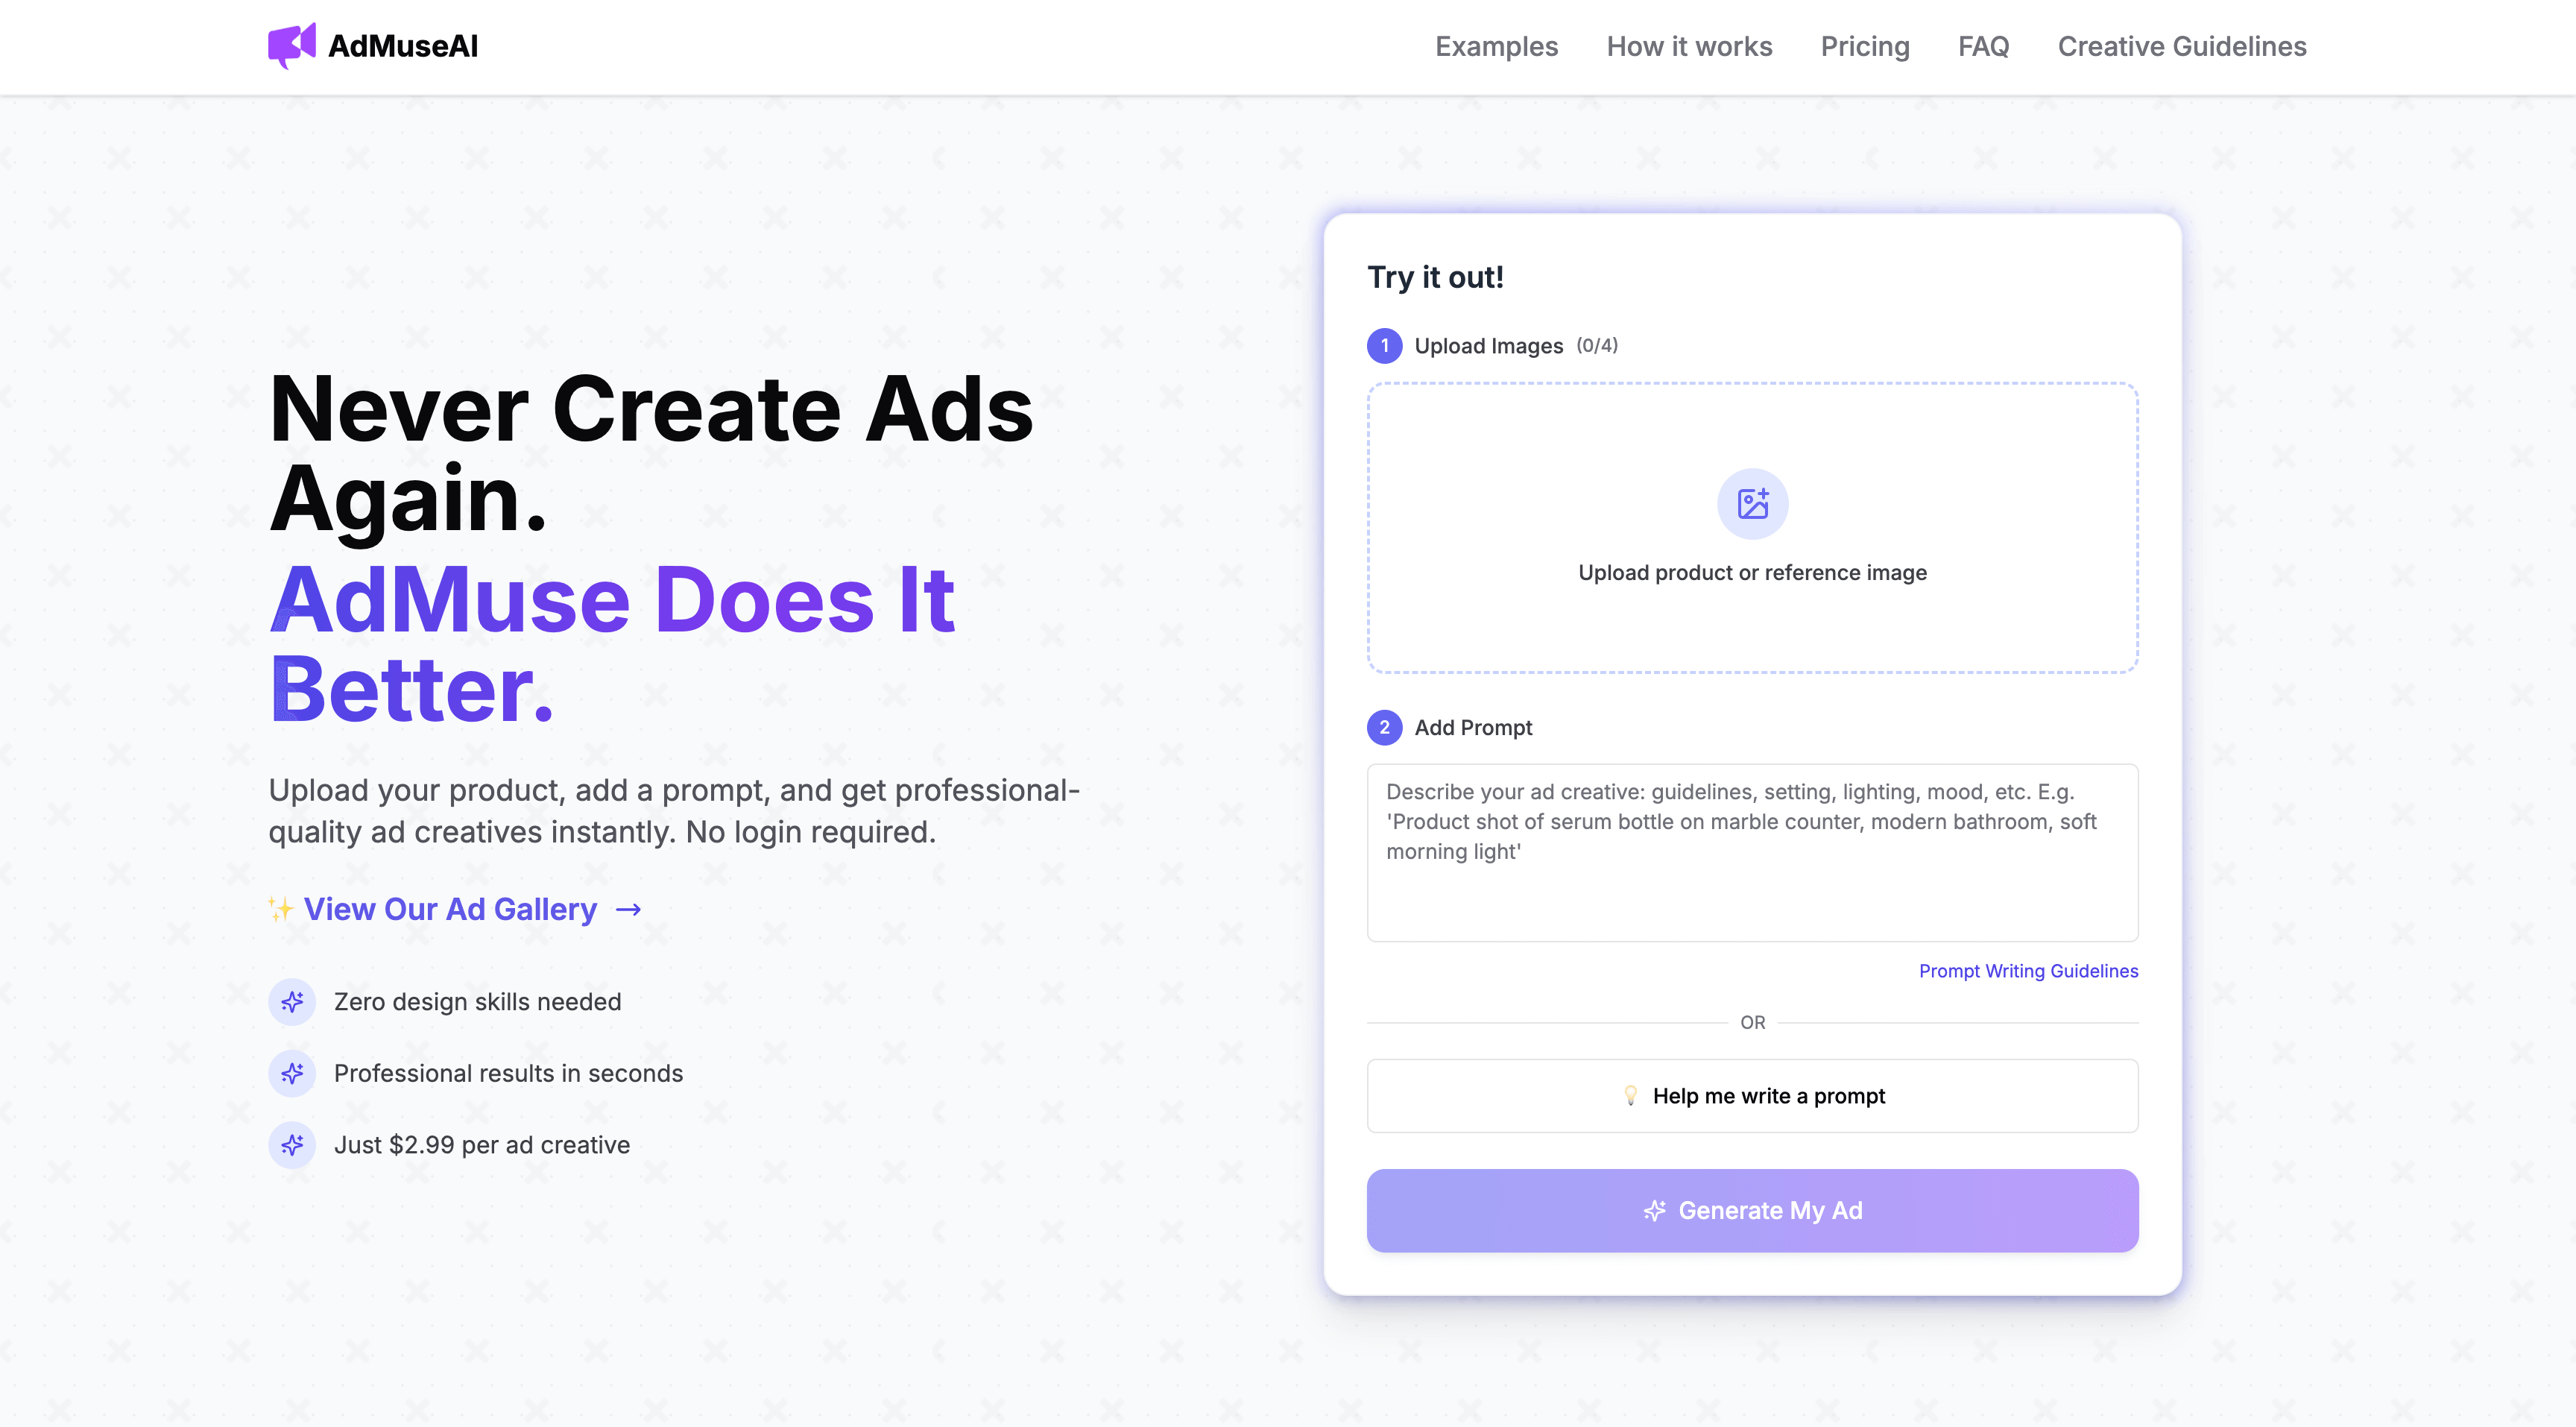 AdMuseAI
Examples
How it works
Pricing
FAQ
Creative Guidelines
Never Create Ads
Again.
AdMuse Does It
Better.
Upload your product, add a prompt, and get professional-
quality ad creatives instantly. No login required.
✨ View Our Ad Gallery →
Zero design skills needed
Professional results in seconds
Just $2.99 per ad creative
Try it out!
1 Upload Images (0/4)
Upload product or reference image
2 Add Prompt
Describe your ad creative: guidelines, setting, lighting, mood, etc. E.g.
'Product shot of serum bottle on marble counter, modern bathroom, soft
morning light'
Prompt Writing Guidelines
OR
💡 Help me write a prompt
Generate My Ad